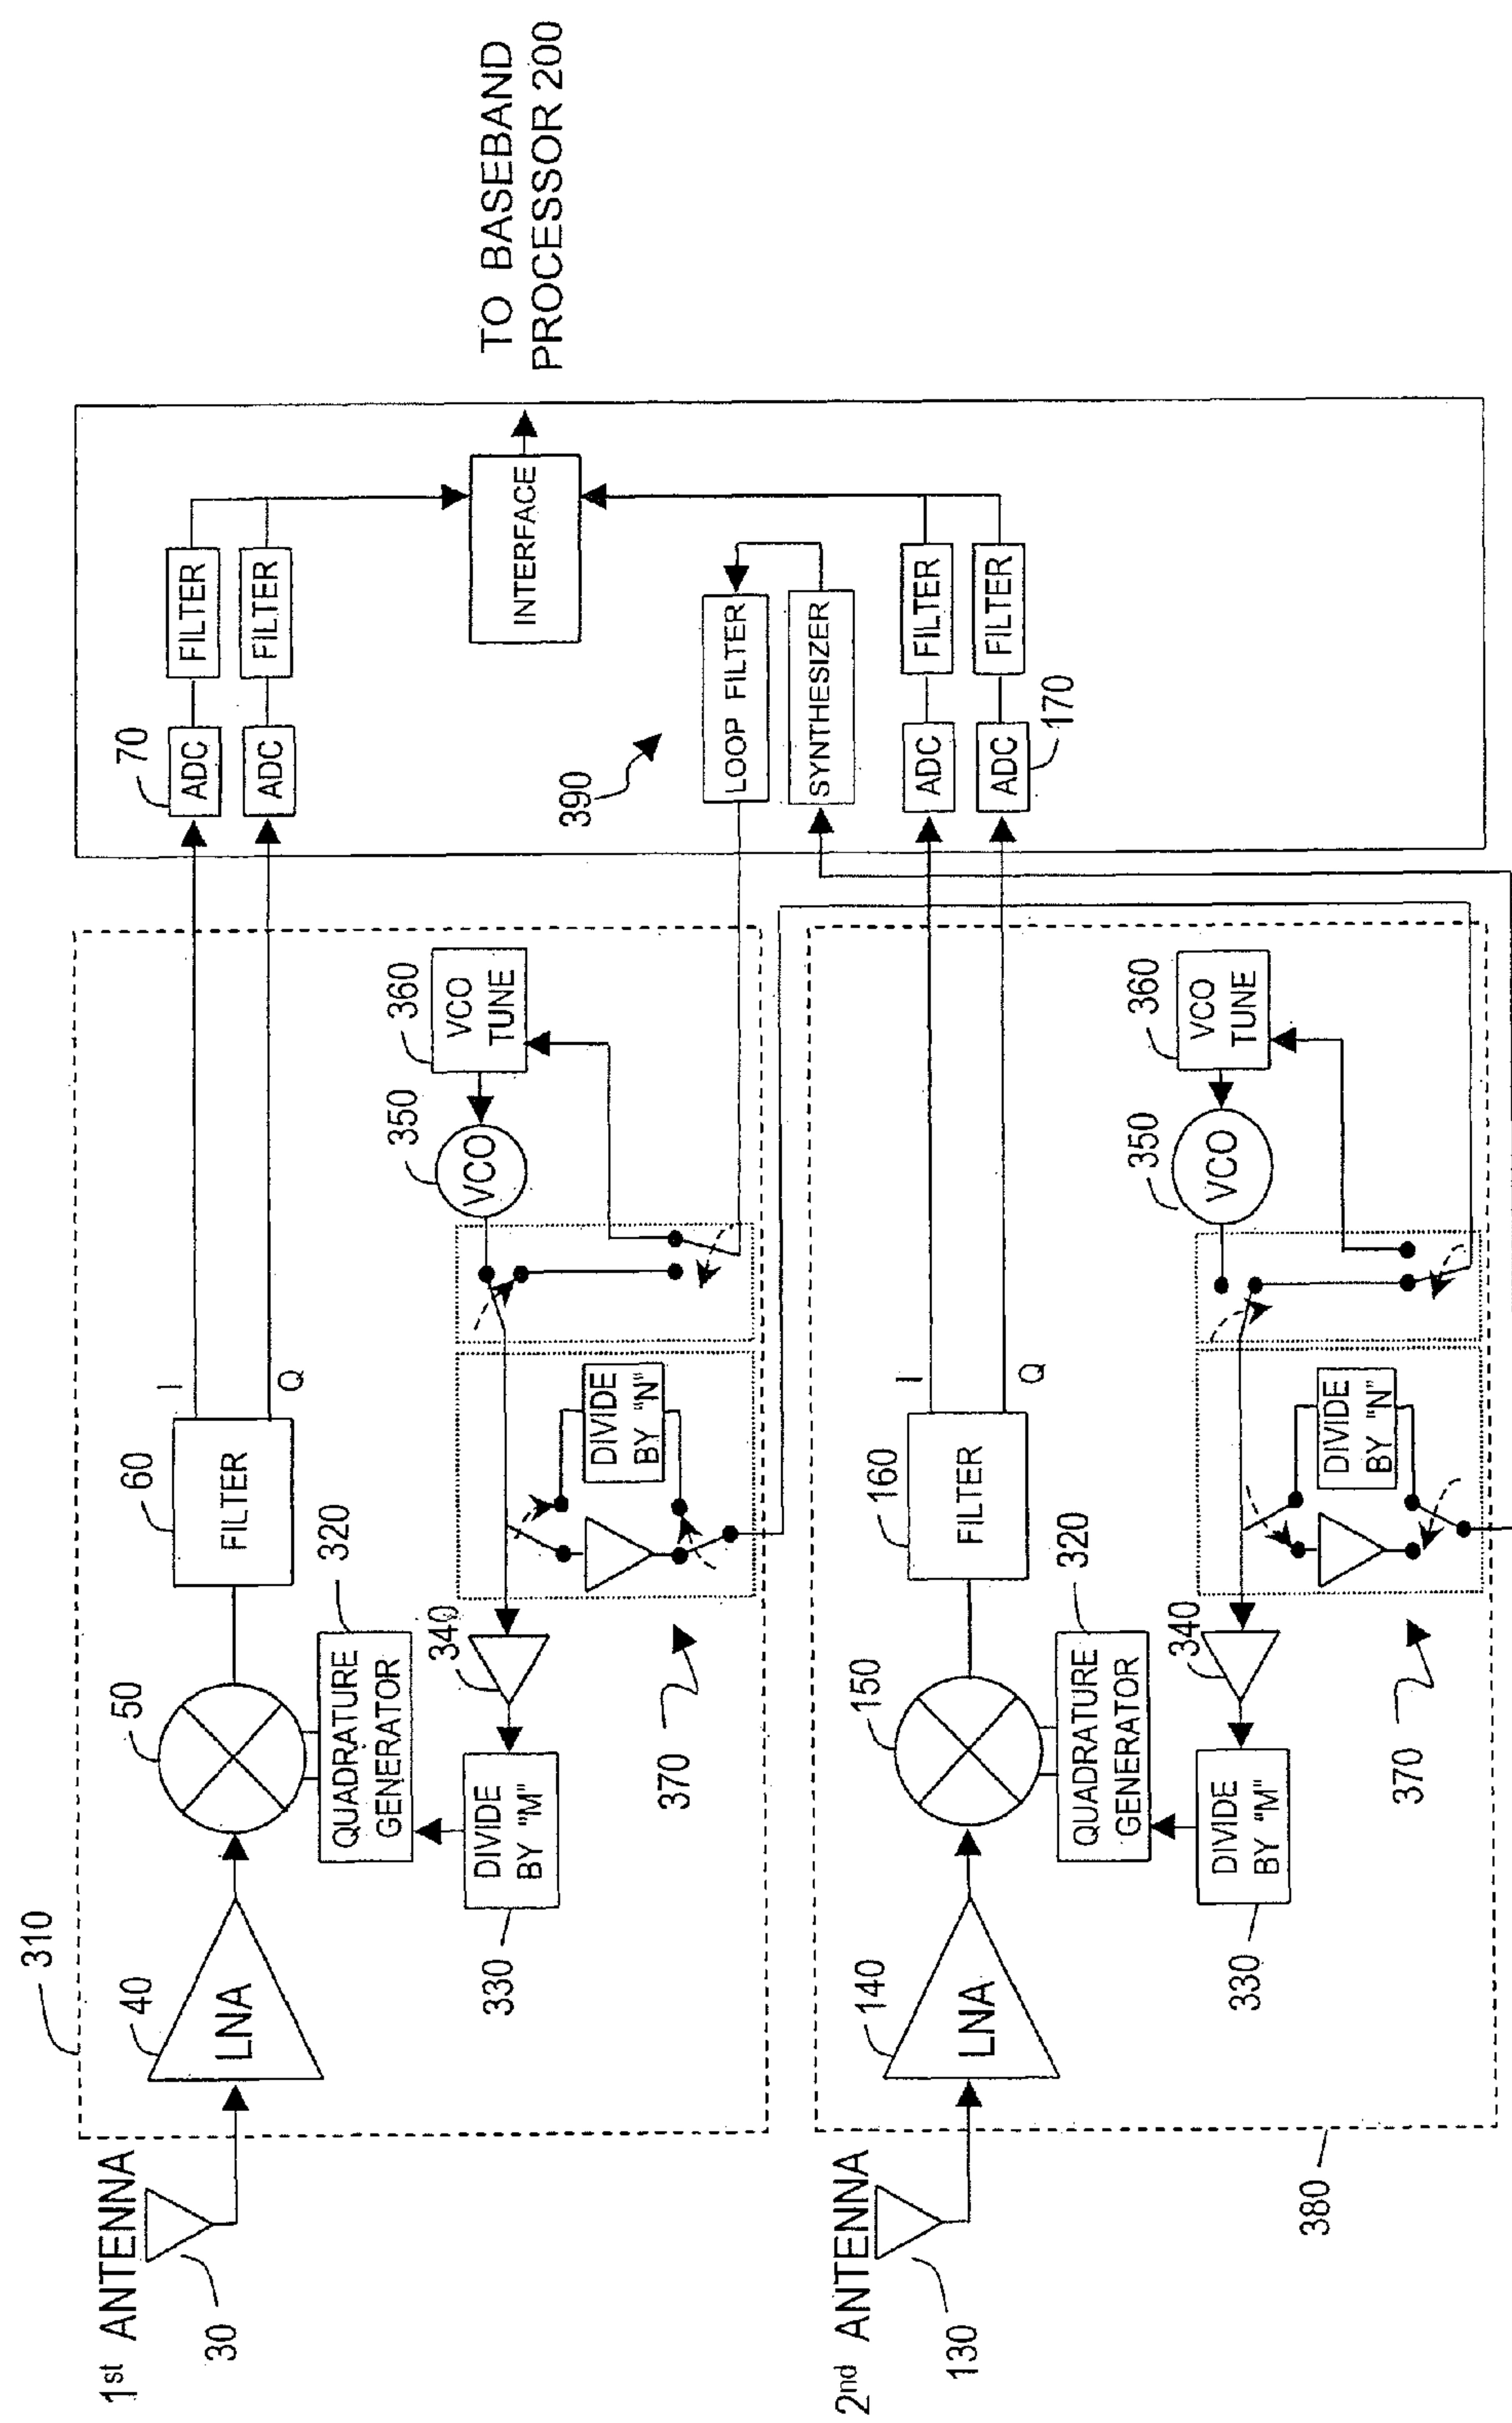 1st ANTENNA
30
310
40
LNA
50
60
FILTER
I
Q
320
QUADRATURE
GENERATOR
DIVIDE
BY "M"
330
340
370
DIVIDE
BY "N"
350
VCO
360
VCO
TUNE
70
ADC
FILTER
ADC
FILTER
INTERFACE
TO BASEBAND
PROCESSOR 200
390
LOOP FILTER
SYNTHESIZER
2nd ANTENNA
130
380
140
LNA
150
160
FILTER
I
Q
320
QUADRATURE
GENERATOR
DIVIDE
BY "M"
330
340
370
DIVIDE
BY "N"
350
VCO
360
VCO
TUNE
ADC
FILTER
ADC
FILTER
170